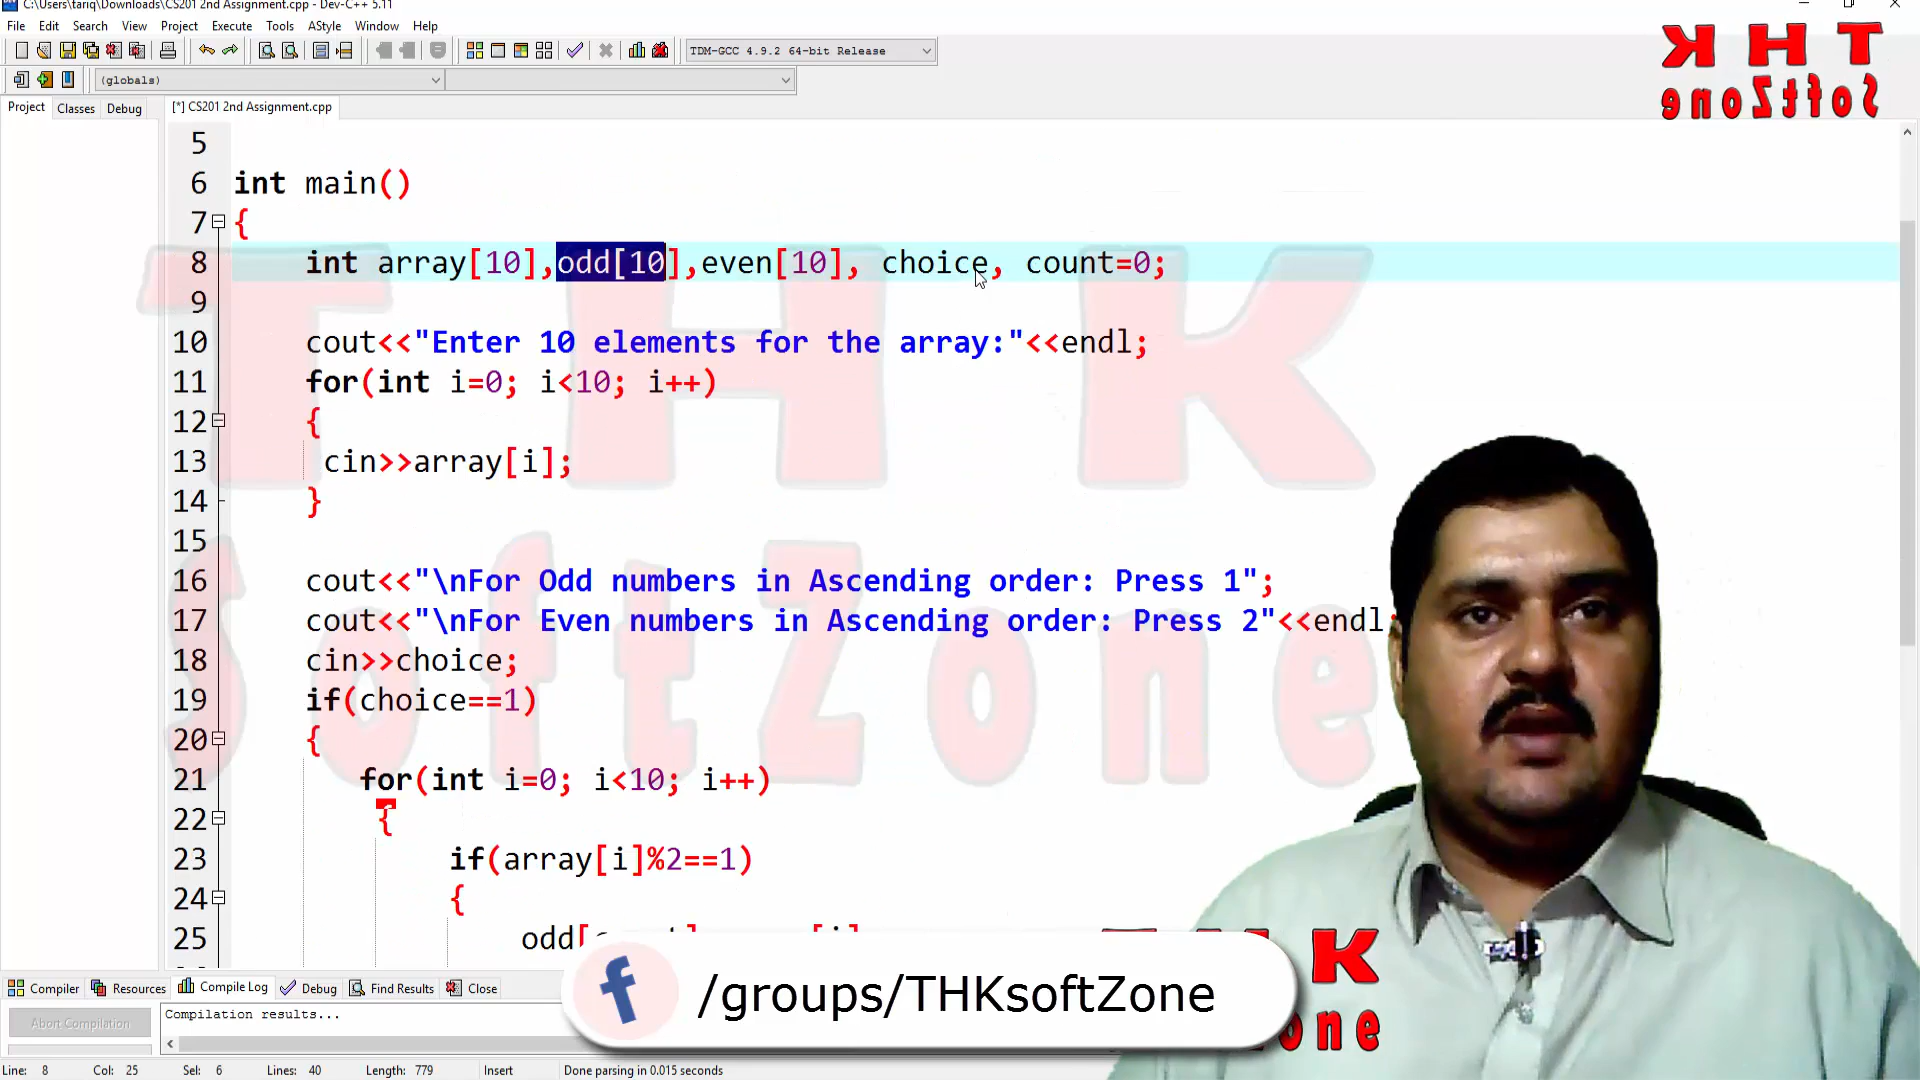 C:\Users\tariq\Downloads\CS201 2nd Assignment.cpp - Dev-C++ 5.11
File Edit Search View Project Execute Tools AStyle Window Help
TDM-GCC 4.9.2 64-bit Release
(globals)
Project Classes Debug
[*] CS201 2nd Assignment.cpp
THK
SoftZone
5
6 int main()
7 {
8 int array[10],odd[10],even[10], choice, count=0;
9
10 cout<<"Enter 10 elements for the array:"<<endl;
11 for(int i=0; i<10; i++)
12 {
13 cin>>array[i];
14 }
15
16 cout<<"\nFor Odd numbers in Ascending order: Press 1";
17 cout<<"\nFor Even numbers in Ascending order: Press 2"<<endl;
18 cin>>choice;
19 if(choice==1)
20 {
21 for(int i=0; i<10; i++)
22 {
23 if(array[i]%2==1)
24 {
25 odd[
THK
SoftZone
K
one
f /groups/THKsoftZone
Compiler Resources Compile Log Debug Find Results Close
Abort Compilation
Compilation results...
Line: 8 Col: 25 Sel: 6 Lines: 40 Length: 779 Insert Done parsing in 0.015 seconds